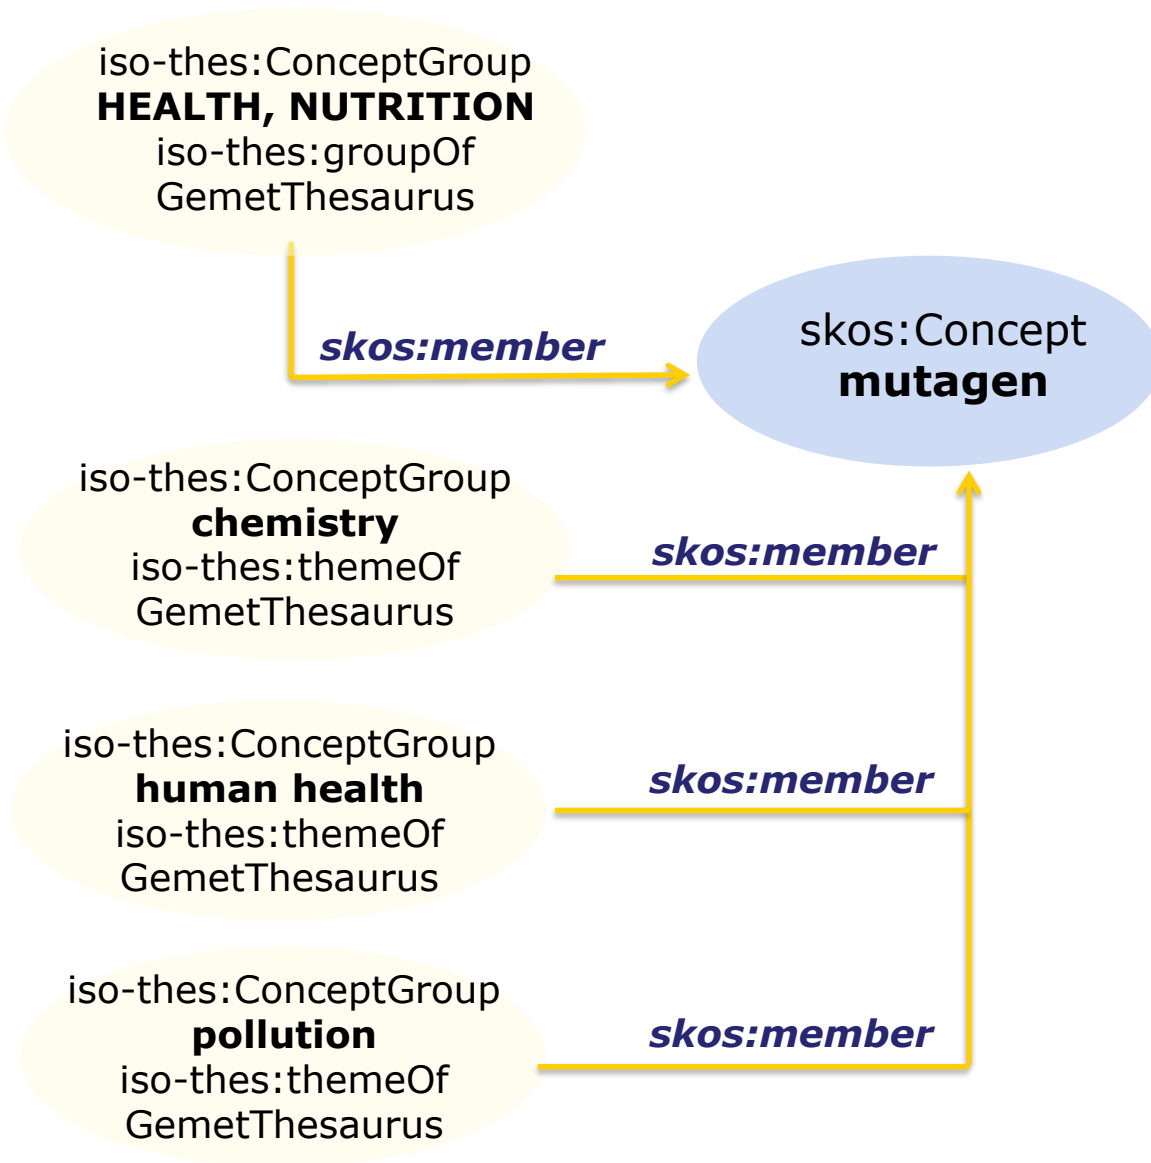 iso-thes:ConceptGroup
HEALTH, NUTRITION
iso-thes:groupOf
GemetThesaurus
skos:member
skos:Concept
mutagen
iso-thes:ConceptGroup
chemistry
iso-thes:themeOf
GemetThesaurus
skos:member
iso-thes:ConceptGroup
human health
iso-thes:themeOf
GemetThesaurus
skos:member
iso-thes:ConceptGroup
pollution
iso-thes:themeOf
GemetThesaurus
skos:member